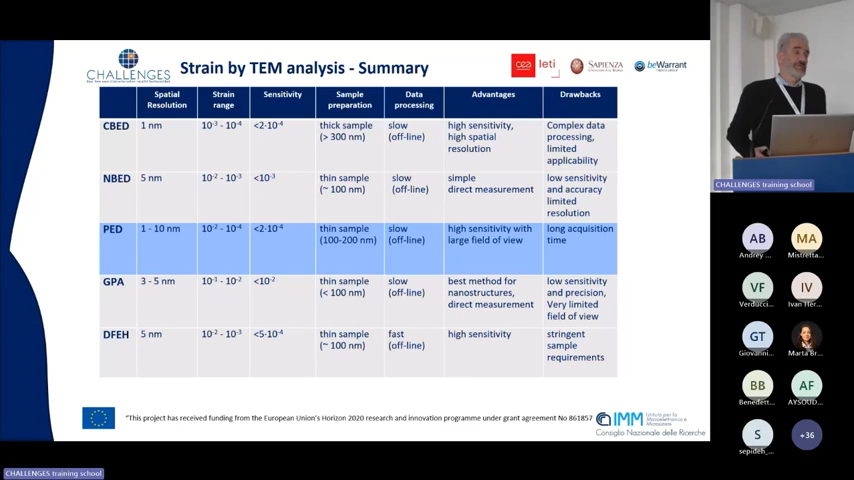 CHALLENGES
Strain by TEM analysis - Summary
cea
leti
SAPIENZA
beWarrant
Spatial
Resolution
Strain
range
Sensitivity
Sample
preparation
Data
processing
Advantages
Drawbacks
CBED
1 nm
10-3 - 10-4
<2·10-4
thick sample
(> 300 nm)
slow
(off-line)
high sensitivity,
high spatial
resolution
Complex data
processing,
limited
applicability
NBED
5 nm
10-2 - 10-3
<10-3
thin sample
(~ 100 nm)
slow
(off-line)
simple
direct measurement
low sensitivity
and accuracy
limited
resolution
PED
1 - 10 nm
10-2 - 10-4
<2·10-4
thin sample
(100-200 nm)
slow
(off-line)
high sensitivity with
large field of view
long acquisition
time
GPA
3 - 5 nm
10-1 - 10-2
<10-2
thin sample
(< 100 nm)
slow
(off-line)
best method for
nanostructures,
direct measurement
low sensitivity
and precision,
Very limited
field of view
DFEH
5 nm
10-2 - 10-3
<5·10-4
thin sample
(~ 100 nm)
fast
(off-line)
high sensitivity
stringent
sample
requirements
"This project has received funding from the European Union's Horizon 2020 research and innovation programme under grant agreement No 861857
IMM
Istituto per la
Microelettronica e
Microsistemi
Consiglio Nazionale delle Ricerche
CHALLENGES training school
CHALLENGES training school
AB
Andrey ...
MA
Mistretta...
VF
Verducci...
IV
Ivan Her...
GT
Giovanni...
Marta Br...
BB
Benedett...
AF
AYSOUD...
S
sepideh_...
+36